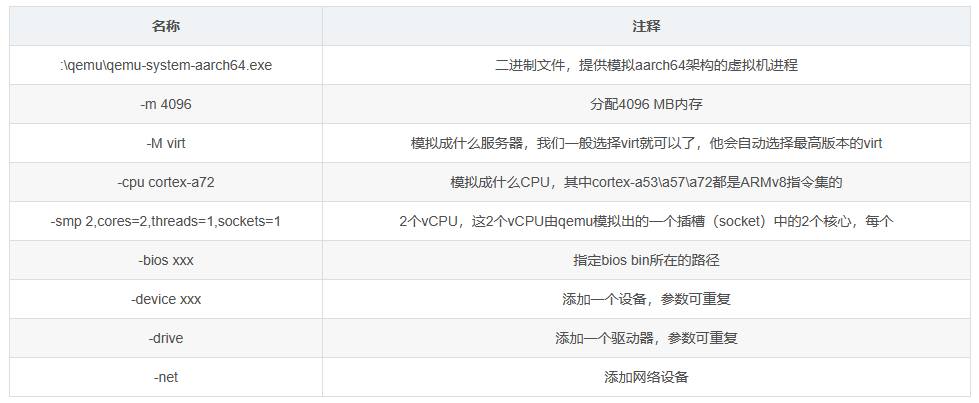 名称 注释
:\qemu\qemu-system-aarch64.exe 二进制文件，提供模拟aarch64架构的虚拟机进程
-m 4096 分配4096 MB内存
-M virt 模拟成什么服务器，我们一般选择virt就可以了，他会自动选择最高版本的virt
-cpu cortex-a72 模拟成什么CPU，其中cortex-a53\a57\a72都是ARMv8指令集的
-smp 2,cores=2,threads=1,sockets=1 2个vCPU，这2个vCPU由qemu模拟出的一个插槽（socket）中的2个核心，每个
-bios xxx 指定bios bin所在的路径
-device xxx 添加一个设备，参数可重复
-drive 添加一个驱动器，参数可重复
-net 添加网络设备